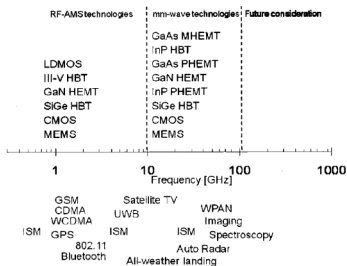 RF-AMS technologies
mm-wave technologies
Future consideration
GaAs MHEMT
InP HBT
LDMOS
GaAs PHEMT
III-V HBT
GaN HEMT
GaN HEMT
InP PHEMT
SiGe HBT
SiGe HBT
CMOS
CMOS
MEMS
MEMS
1 10 100 1000
Frequency [GHz]
GSM
Satellite TV
CDMA
UWB
WPAN
WCDMA
Imaging
ISM
GPS
ISM
ISM
Spectroscopy
802.11
Auto Radar
Bluetooth
All-weather landing